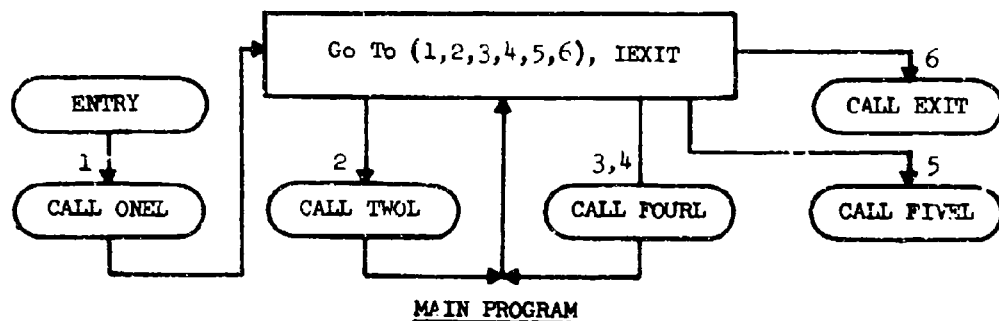 Go To (1,2,3,4,5,6), IEXIT
6
ENTRY
CALL EXIT
1
2
3,4
5
CALL ONEL
CALL TWOL
CALL FOURL
CALL FIVEL
MAIN PROGRAM